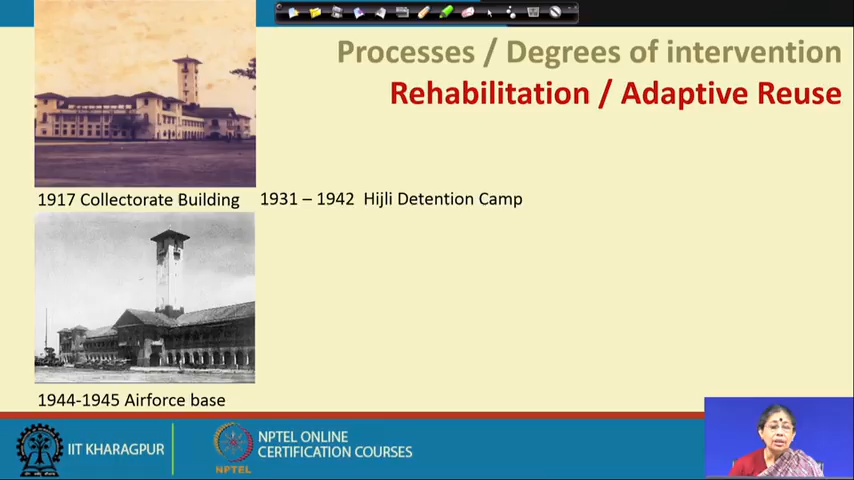 Processes / Degrees of intervention
Rehabilitation / Adaptive Reuse
1917 Collectorate Building
1931 – 1942 Hijli Detention Camp
1944-1945 Airforce base
IIT KHARAGPUR
NPTEL
NPTEL ONLINE
CERTIFICATION COURSES